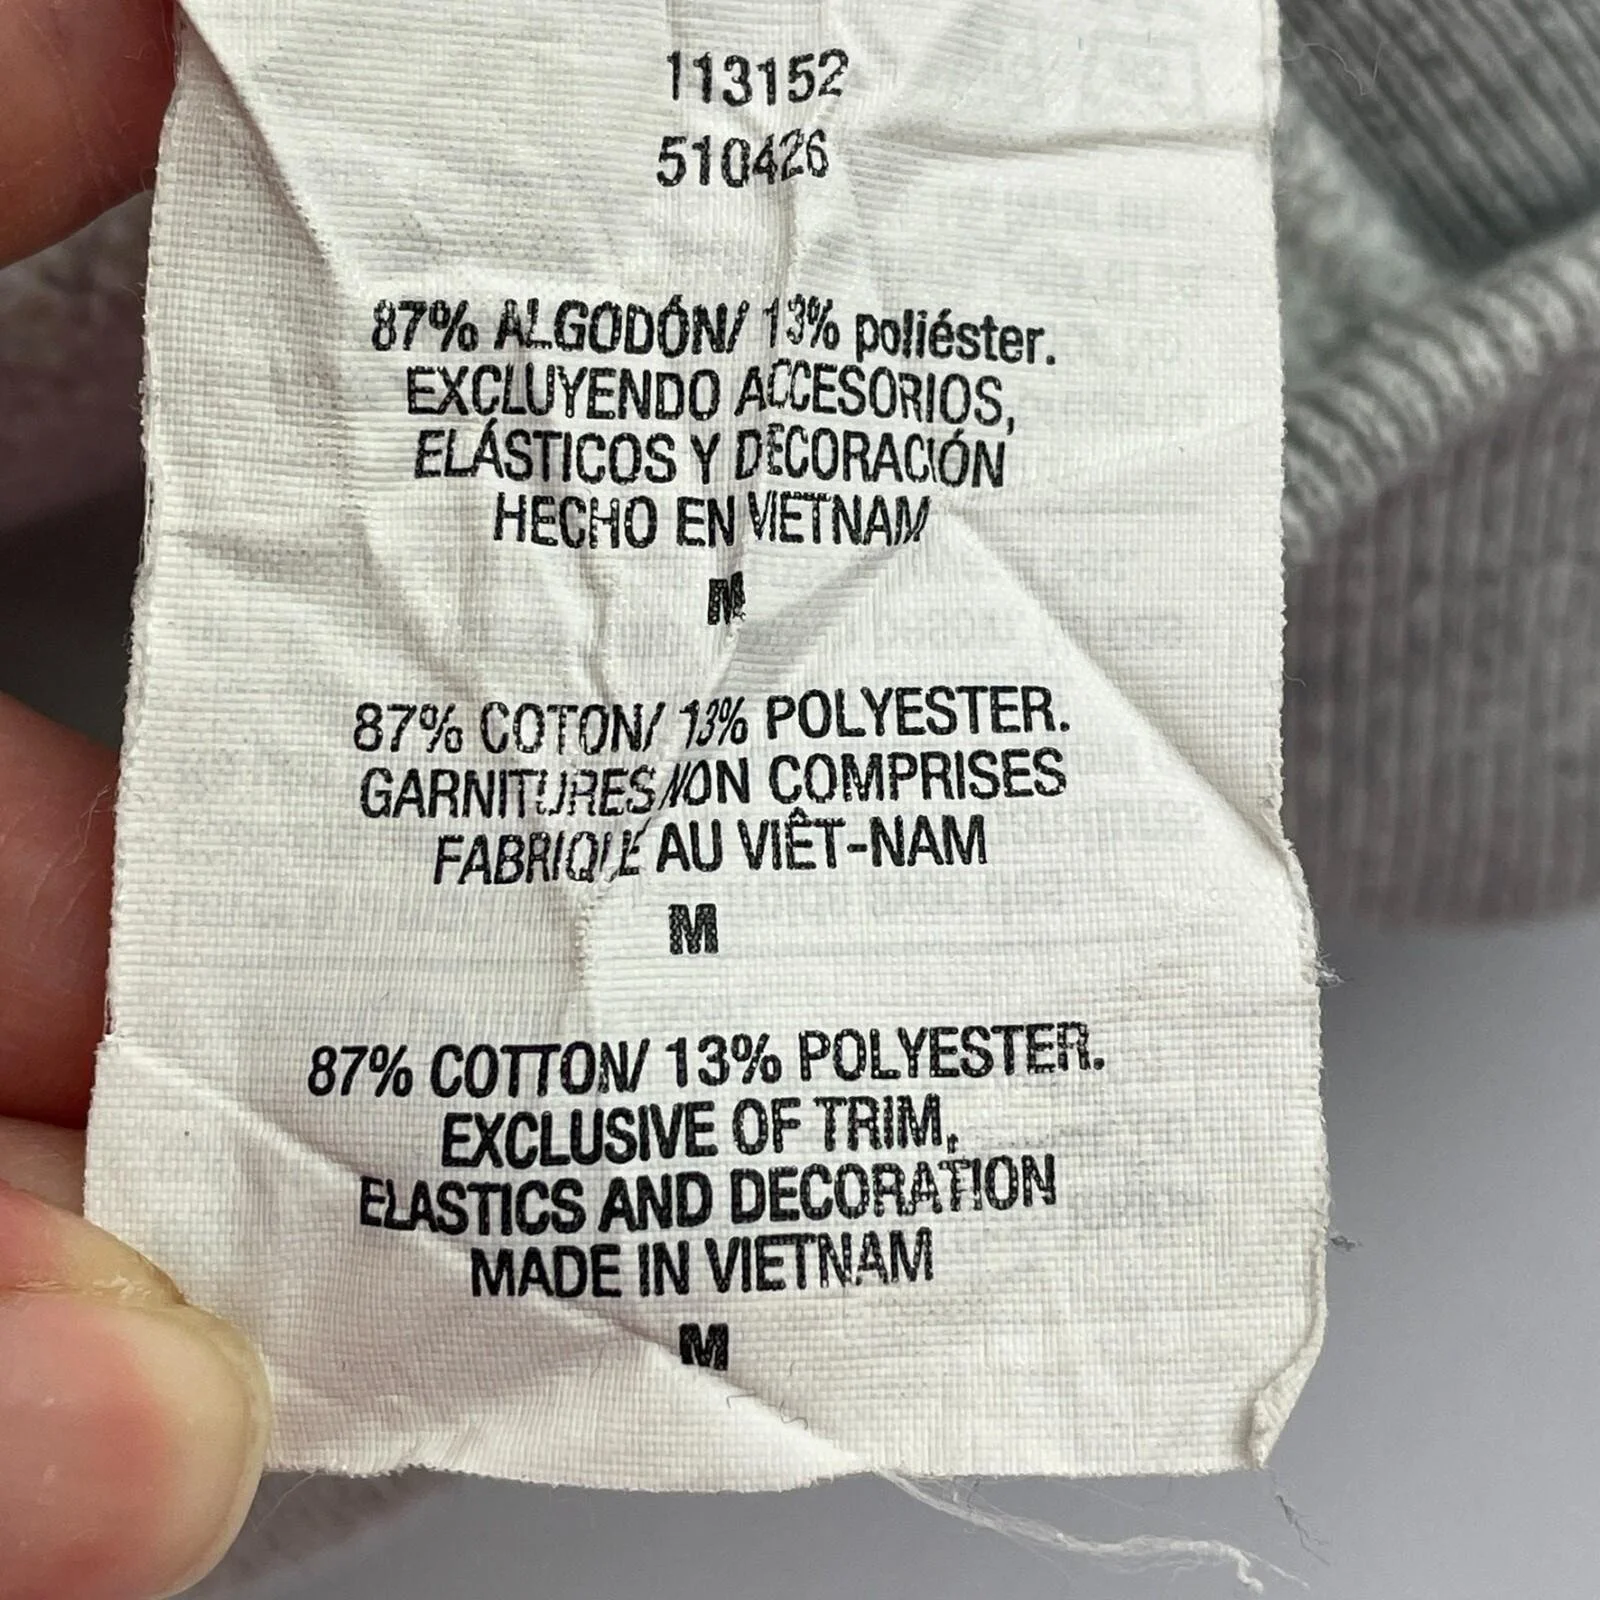 113152
510426
87% ALGODÓN/ 13% poliéster.
EXCLUYENDO ACCESORIOS,
ELÁSTICOS Y DECORACIÓN
HECHO EN VIETNAM
M
87% COTON/ 13% POLYESTER.
GARNITURES NON COMPRISES
FABRIQUÉ AU VIÊT-NAM
M
87% COTTON/ 13% POLYESTER.
EXCLUSIVE OF TRIM,
ELASTICS AND DECORATION
MADE IN VIETNAM
M